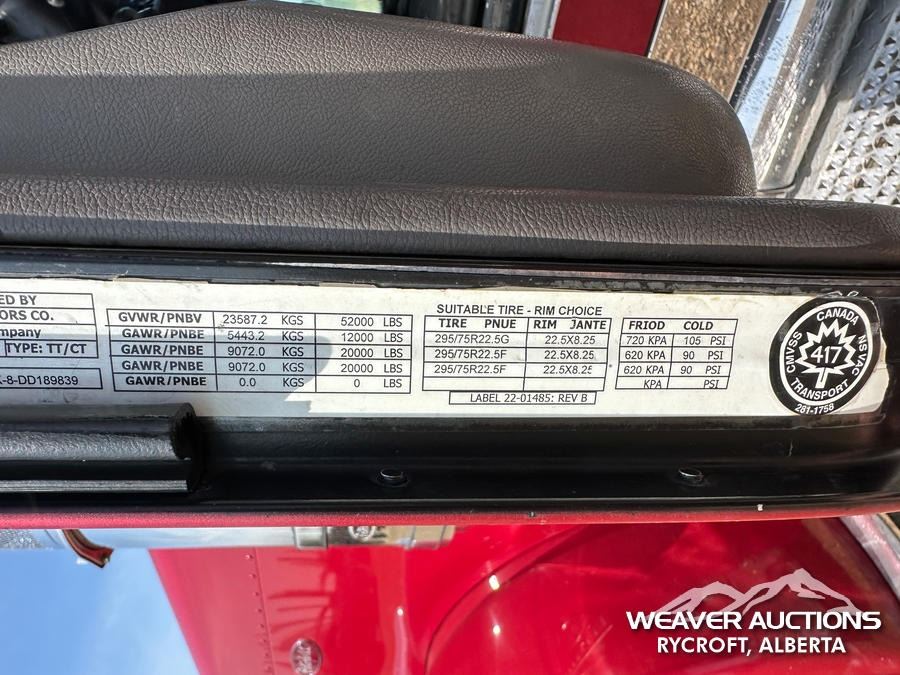 ED BY
ORS CO.
mpany
TYPE: TT/CT
-8-DD189839
GVWR/PNBV 23587.2 KGS 52000 LBS
GAWR/PNBE 5443.2 KGS 12000 LBS
GAWR/PNBE 9072.0 KGS 20000 LBS
GAWR/PNBE 9072.0 KGS 20000 LBS
GAWR/PNBE 0.0 KGS 0 LBS
SUITABLE TIRE - RIM CHOICE
TIRE PNUE RIM JANTE
295/75R22.5G 22.5X8.25
295/75R22.5F 22.5X8.25
295/75R22.5F 22.5X8.25
LABEL 22-01485: REV B
FRIOD COLD
720 KPA 105 PSI
620 KPA 90 PSI
620 KPA 90 PSI
KPA PSI
CANADA
CMVSS
NSVAC
417
TRANSPORT
281-1758
WEAVER AUCTIONS
RYCROFT, ALBERTA